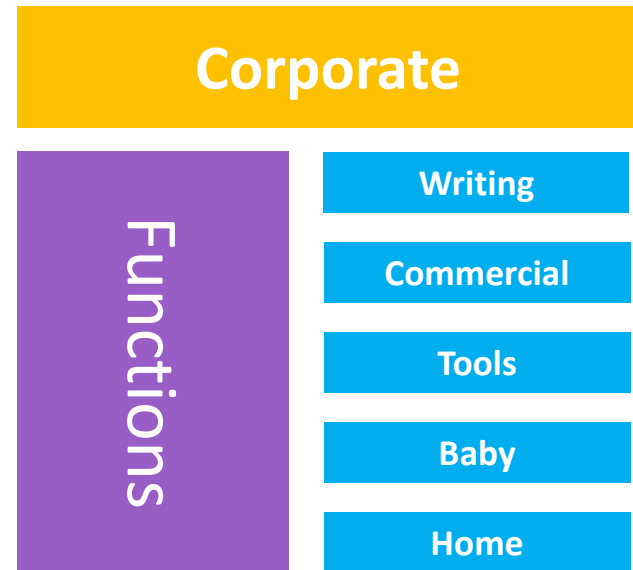 Corporate
Functions
Writing
Commercial
Tools
Baby
Home